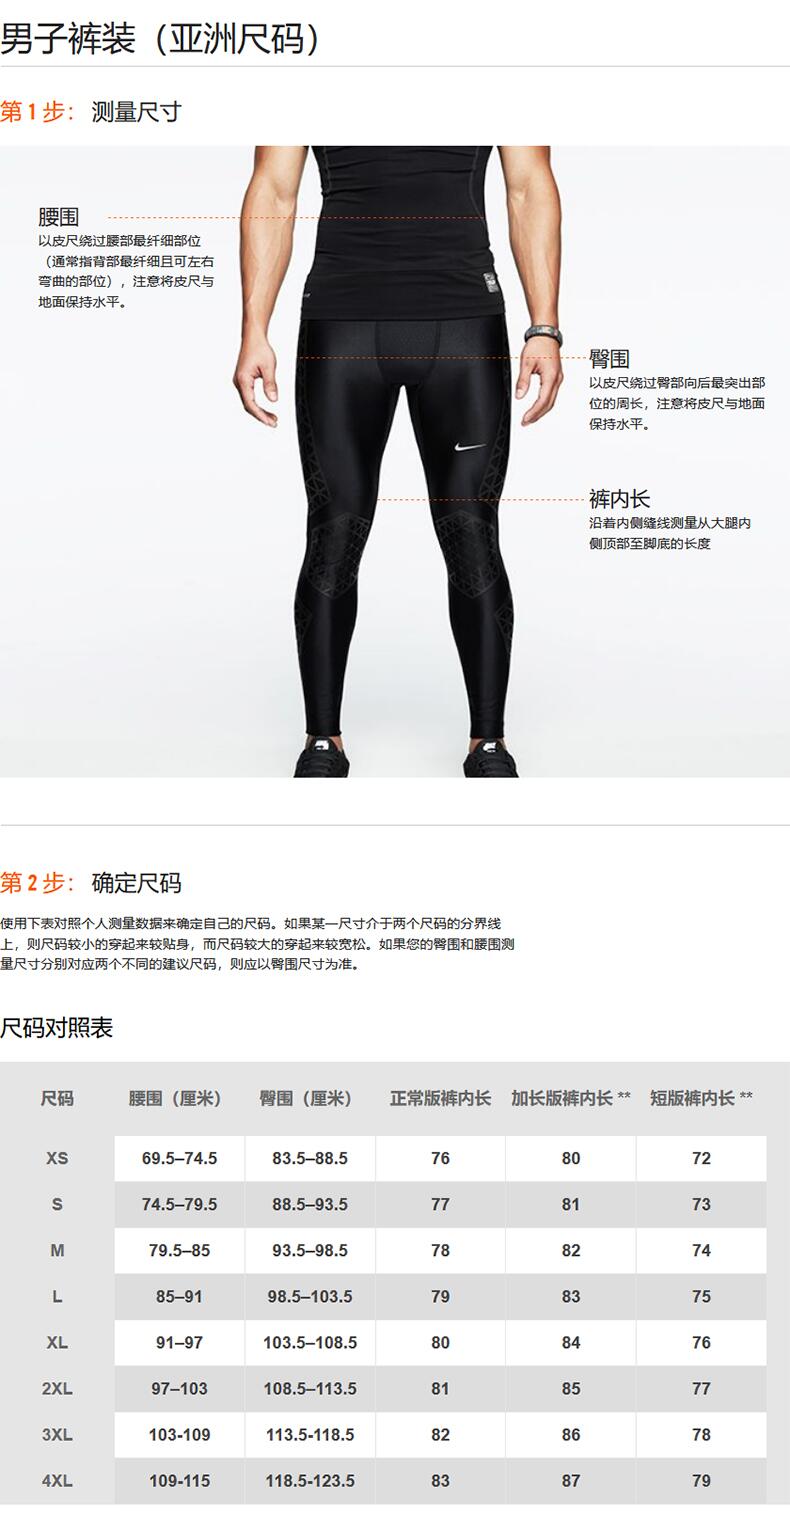 男子裤装（亚洲尺码）
第 1 步： 测量尺寸
腰围
以皮尺绕过腰部最纤细部位
（通常指背部最纤细且可左右
弯曲的部位），注意将皮尺与
地面保持水平。
臀围
以皮尺绕过臀部向后最突出部
位的周长，注意将皮尺与地面
保持水平。
裤内长
沿着内侧缝线测量从大腿内
侧顶部至脚底的长度
第 2 步： 确定尺码
使用下表对照个人测量数据来确定自己的尺码。如果某一尺寸介于两个尺码的分界线
上，则尺码较小的穿起来较贴身，而尺码较大的穿起来较宽松。如果您的臀围和腰围测
量尺寸分别对应两个不同的建议尺码，则应以臀围尺寸为准。
尺码对照表
尺码 腰围（厘米） 臀围（厘米） 正常版裤内长 加长版裤内长 ** 短版裤内长 **
XS 69.5–74.5 83.5–88.5 76 80 72
S 74.5–79.5 88.5–93.5 77 81 73
M 79.5–85 93.5–98.5 78 82 74
L 85–91 98.5–103.5 79 83 75
XL 91–97 103.5–108.5 80 84 76
2XL 97–103 108.5–113.5 81 85 77
3XL 103-109 113.5-118.5 82 86 78
4XL 109-115 118.5-123.5 83 87 79